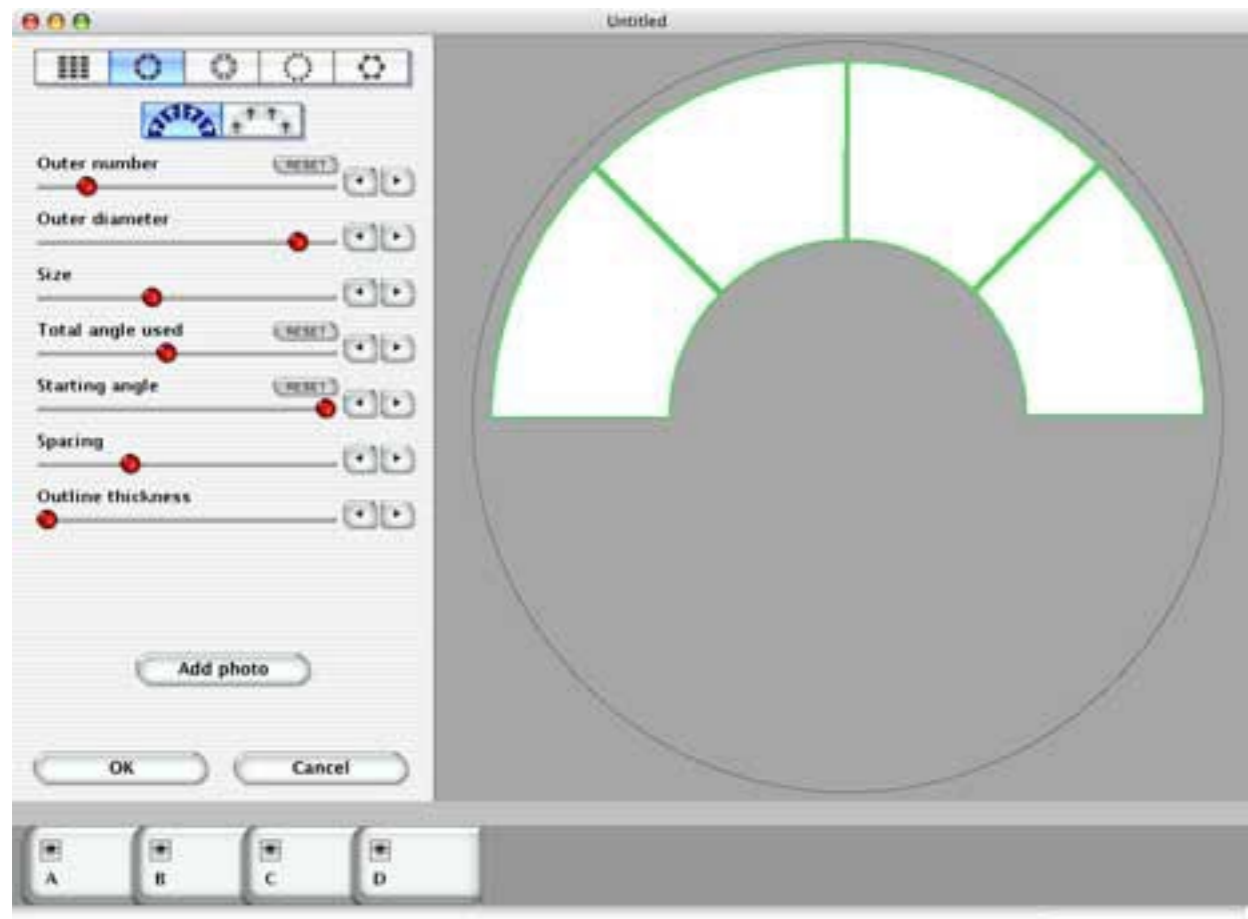 Untitled
Outer number RESET
Outer diameter
Size
Total angle used RESET
Starting angle RESET
Spacing
Outline thickness
Add photo
OK Cancel
A B C D